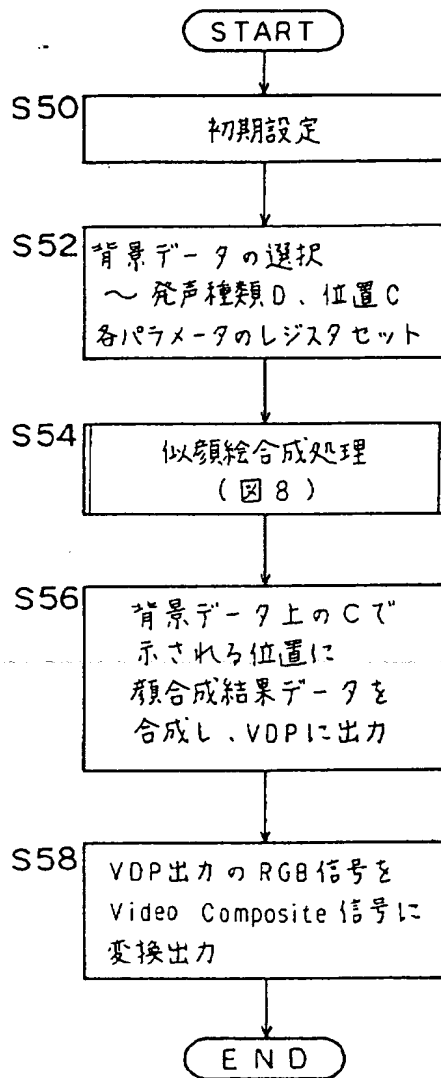 START
S50
初期設定
S52
背景データの選択
〜発声種類D、位置C
各パラメータのレジスタセット
S54
似顔絵合成処理
(図8)
S56
背景データ上のCで
示される位置に
顔合成結果データを
合成し、VDPに出力
S58
VDP出力のRGB信号を
Video Composite信号に
変換出力
END